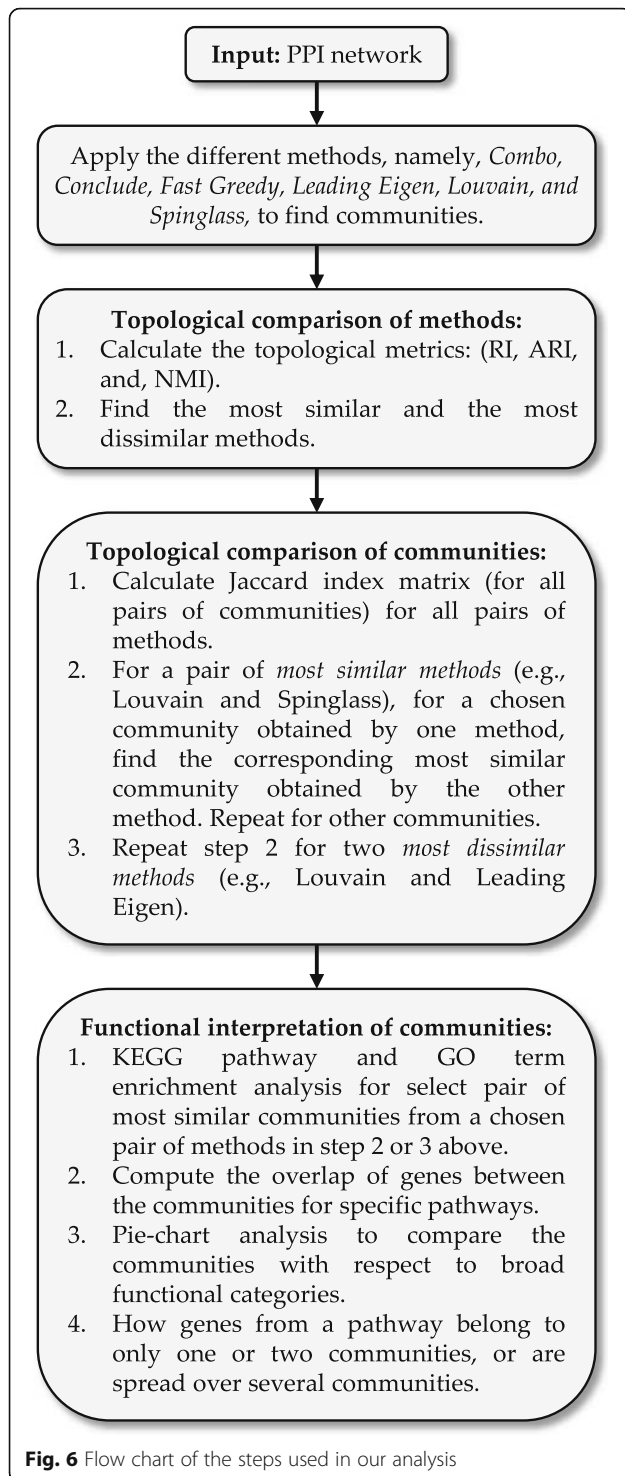 Input: PPI network
Apply the different methods, namely, Combo,
Conclude, Fast Greedy, Leading Eigen, Louvain, and
Spinglass, to find communities.
Topological comparison of methods:
1. Calculate the topological metrics: (RI, ARI,
and, NMI).
2. Find the most similar and the most
dissimilar methods.
Topological comparison of communities:
1. Calculate Jaccard index matrix (for all
pairs of communities) for all pairs of
methods.
2. For a pair of most similar methods (e.g.,
Louvain and Spinglass), for a chosen
community obtained by one method,
find the corresponding most similar
community obtained by the other
method. Repeat for other communities.
3. Repeat step 2 for two most dissimilar
methods (e.g., Louvain and Leading
Eigen).
Functional interpretation of communities:
1. KEGG pathway and GO term
enrichment analysis for select pair of
most similar communities from a chosen
pair of methods in step 2 or 3 above.
2. Compute the overlap of genes between
the communities for specific pathways.
3. Pie-chart analysis to compare the
communities with respect to broad
functional categories.
4. How genes from a pathway belong to
only one or two communities, or are
spread over several communities.
Fig. 6 Flow chart of the steps used in our analysis